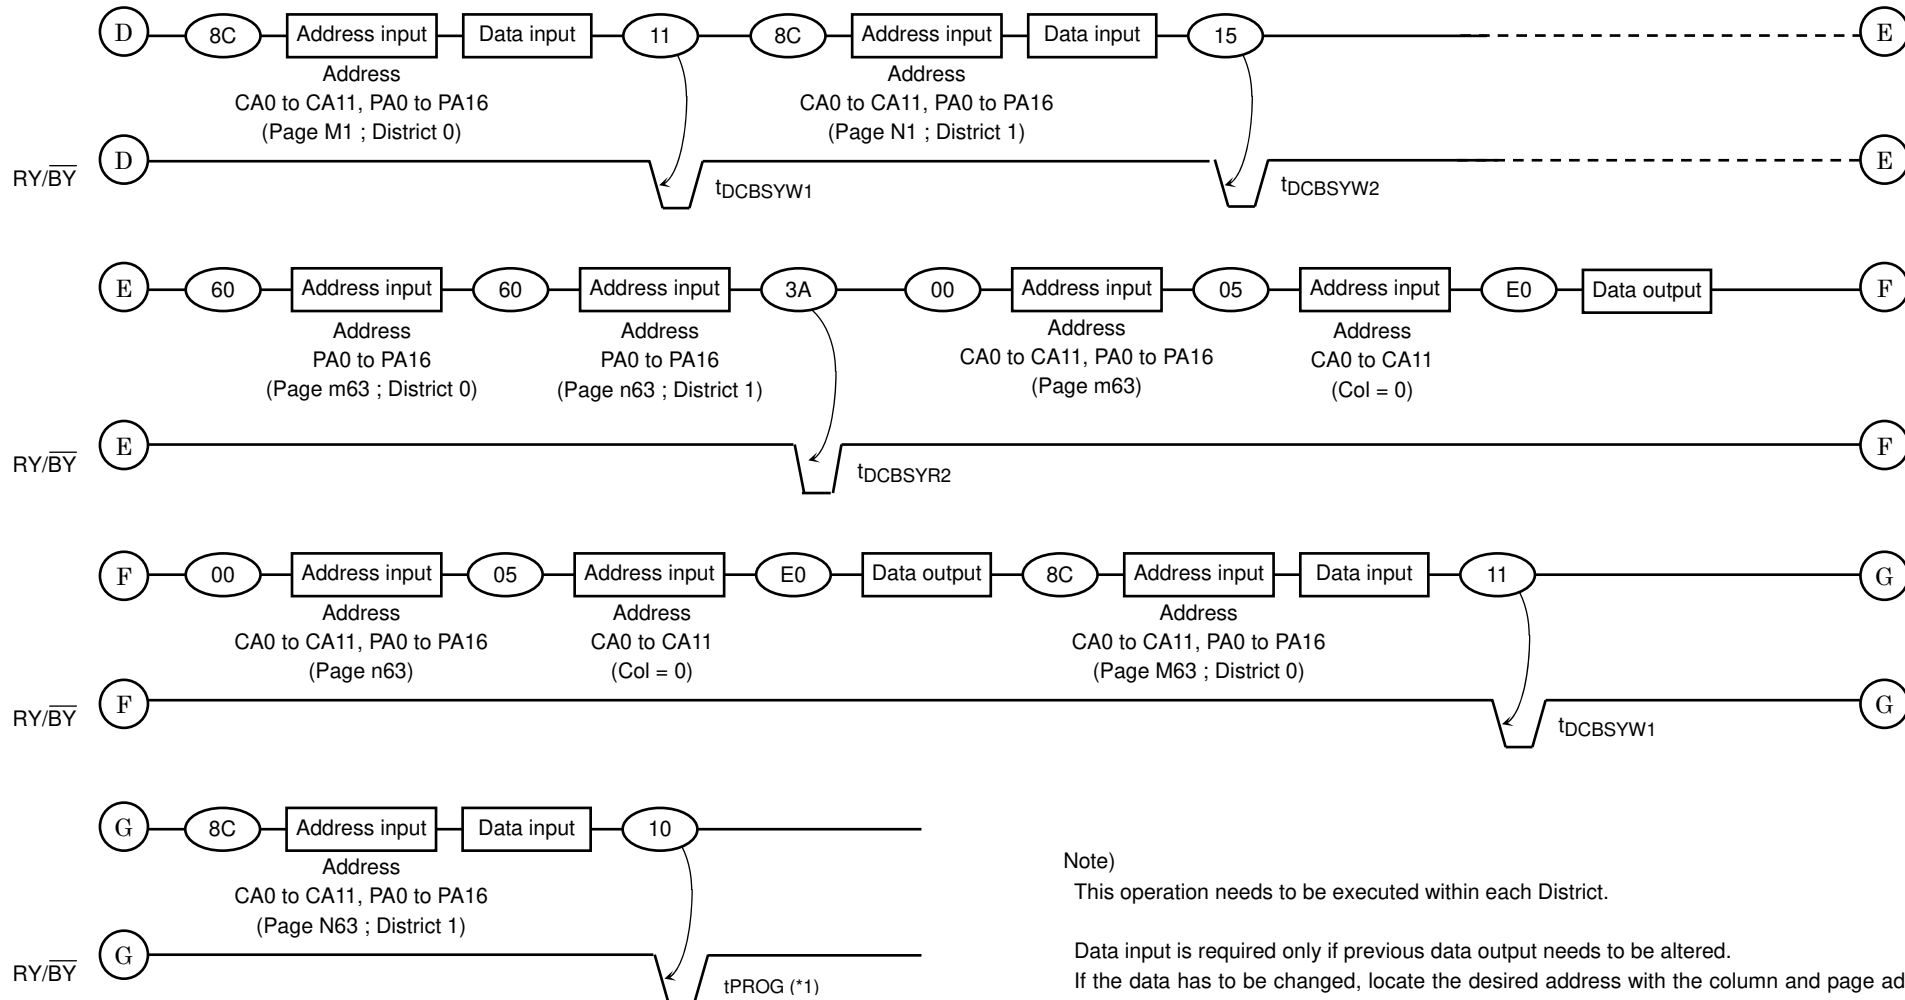 D 8C Address input Data input 11 8C Address input Data input 15 E
Address Address
CA0 to CA11, PA0 to PA16 CA0 to CA11, PA0 to PA16
(Page M1 ; District 0) (Page N1 ; District 1)
RY/BY D tDCBSYW1 tDCBSYW2 E
E 60 Address input 60 Address input 3A 00 Address input 05 Address input E0 Data output F
Address Address Address Address
PA0 to PA16 PA0 to PA16 CA0 to CA11, PA0 to PA16 CA0 to CA11
(Page m63 ; District 0) (Page n63 ; District 1) (Page m63) (Col = 0)
RY/BY E tDCBSYR2 F
F 00 Address input 05 Address input E0 Data output 8C Address input Data input 11 G
Address Address Address
CA0 to CA11, PA0 to PA16 CA0 to CA11 CA0 to CA11, PA0 to PA16
(Page n63) (Col = 0) (Page M63 ; District 0)
RY/BY F tDCBSYW1 G
G 8C Address input Data input 10
Address
CA0 to CA11, PA0 to PA16
(Page N63 ; District 1)
RY/BY G tPROG (*1)
Note)
This operation needs to be executed within each District.
Data input is required only if previous data output needs to be altered.
If the data has to be changed, locate the desired address with the column and page